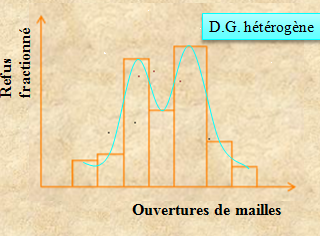 D.G. hétérogène
Refus
fractionné
Ouvertures de mailles